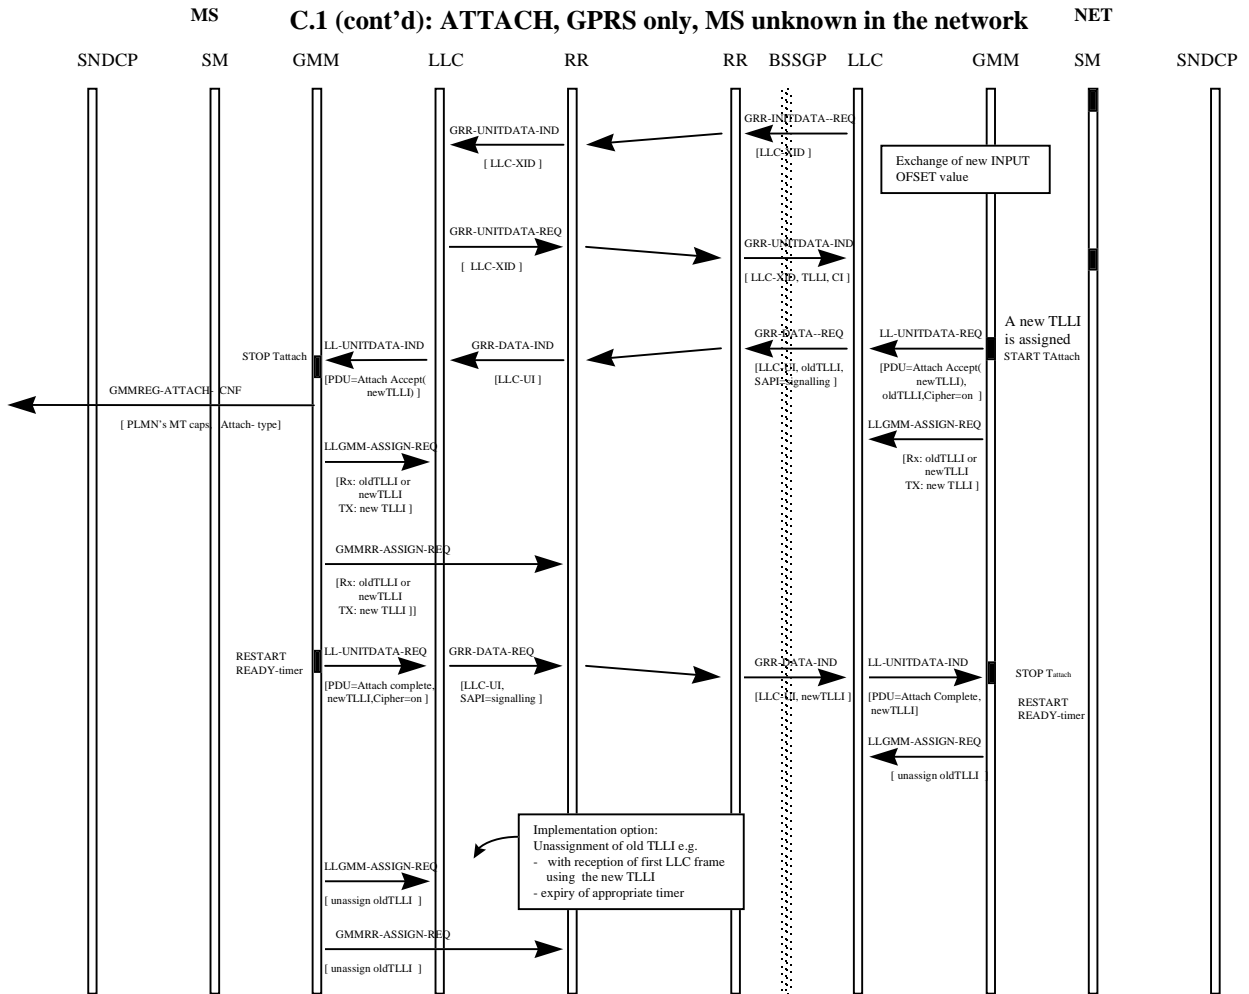 MS
C.1 (cont'd): ATTACH, GPRS only, MS unknown in the network
NET
SNDCP SM GMM LLC RR RR BSSGP LLC GMM SM SNDCP
GRR-UNITDATA-IND
[ LLC-XID ]
GRR-INITDATA--REQ
[LLC-XID ]
Exchange of new INPUT
OFSET value
GRR-UNITDATA-REQ
[ LLC-XID ]
GRR-UNITDATA-IND
[ LLC-XID, TLLI, CI ]
A new TLLI
is assigned
START TAttach
STOP Tattach
LL-UNITDATA-IND
[PDU=Attach Accept(
newTLLI) ]
GRR-DATA-IND
[LLC-UI ]
GRR-DATA--REQ
[LLC-UI, oldTLLI,
SAPI=signalling ]
LL-UNITDATA-REQ
[PDU=Attach Accept(
newTLLI),
oldTLLI,Cipher=on ]
GMMREG-ATTACH- CNF
[ PLMN's MT caps, Attach- type]
LLGMM-ASSIGN-REQ
[Rx: oldTLLI or
newTLLI
TX: new TLLI ]
LLGMM-ASSIGN-REQ
[Rx: oldTLLI or
newTLLI
TX: new TLLI ]
GMMRR-ASSIGN-REQ
[Rx: oldTLLI or
newTLLI
TX: new TLLI ]]
RESTART
READY-timer
LL-UNITDATA-REQ
[PDU=Attach complete,
newTLLI,Cipher=on ]
GRR-DATA-REQ
[LLC-UI,
SAPI=signalling ]
GRR-DATA-IND
[LLC-UI, newTLLI ]
LL-UNITDATA-IND
[PDU=Attach Complete,
newTLLI]
STOP Tattach
RESTART
READY-timer
LLGMM-ASSIGN-REQ
[ unassign oldTLLI ]
Implementation option:
Unassignment of old TLLI e.g.
- with reception of first LLC frame
using the new TLLI
- expiry of appropriate timer
LLGMM-ASSIGN-REQ
[ unassign oldTLLI ]
GMMRR-ASSIGN-REQ
[ unassign oldTLLI ]